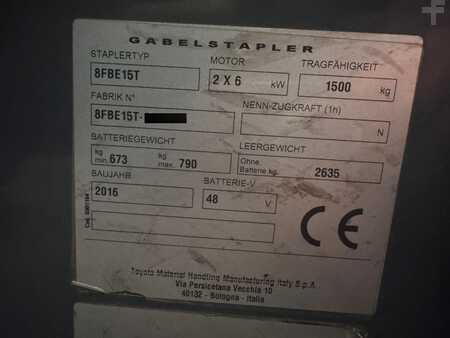 GABELSTAPLER
STAPLERTYP MOTOR TRAGFÄHIGKEIT
8FBE15T 2 X 6 kW 1500 kg
FABRIK N° NENN-ZUGKRAFT (1h)
8FBE15T- N
BATTERIEGEWICHT LEERGEWICHT
kg min. 673 kg max. 790 Ohne Batterie kg. 2635
BAUJAHR BATTERIE-V
2016 48 V
CE
Toyota Material Handling Manufacturing Italy S.p.A.
Via Persicetana Vecchia 10
40132 - Bologna - Italia